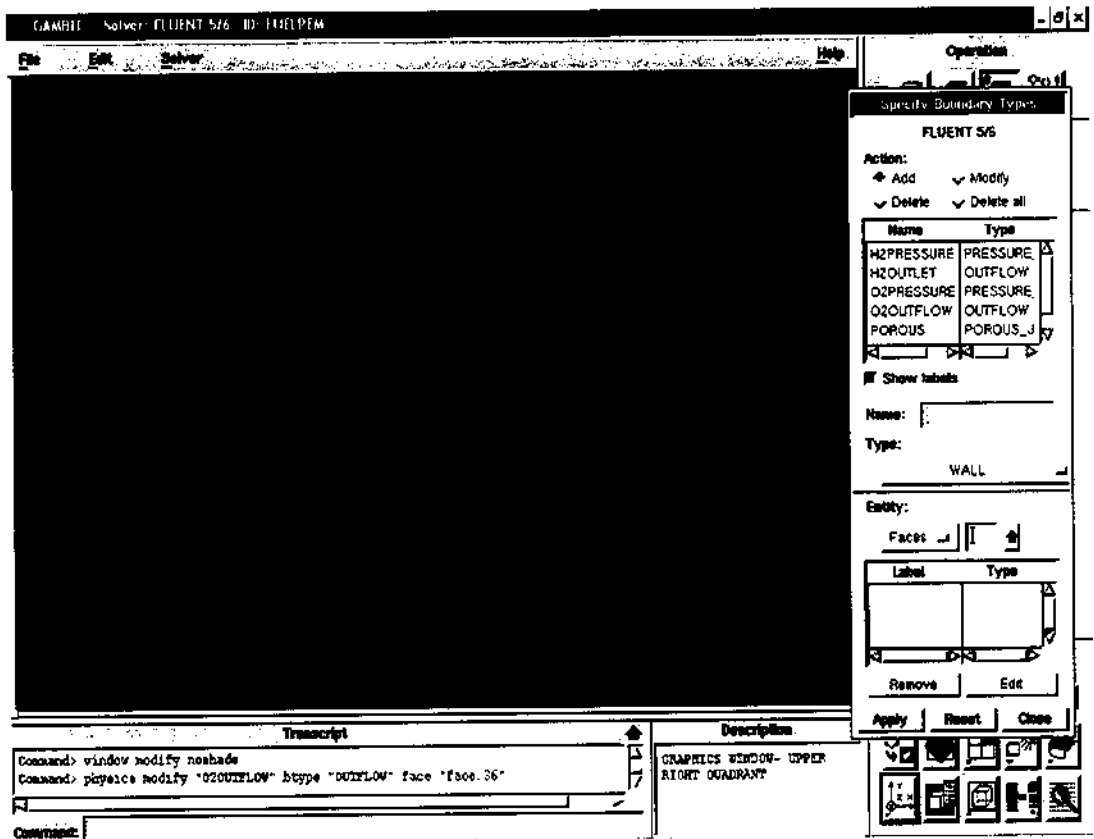 GAMBIT Solver: FLUENT 5/6 ID: FUELPEM
File Edit Solver Help
Operation
Specify Boundary Types
FLUENT 5/6
Action:
Add Modify
Delete Delete all
Name Type
H2PRESSURE PRESSURE_
H2OUTLET OUTFLOW
O2PRESSURE PRESSURE_
O2OUTFLOW OUTFLOW
POROUS POROUS_J
Show labels
Name:
Type:
WALL
Entity:
Faces
Label Type
Remove Edit
Apply Reset Close
Transcript
Command> window modify noshade
Command> physics modify "O2OUTFLOW" btype "OUTFLOW" face "face.36"
Command:
Description
GRAPHICS WINDOW- UPPER
RIGHT QUADRANT